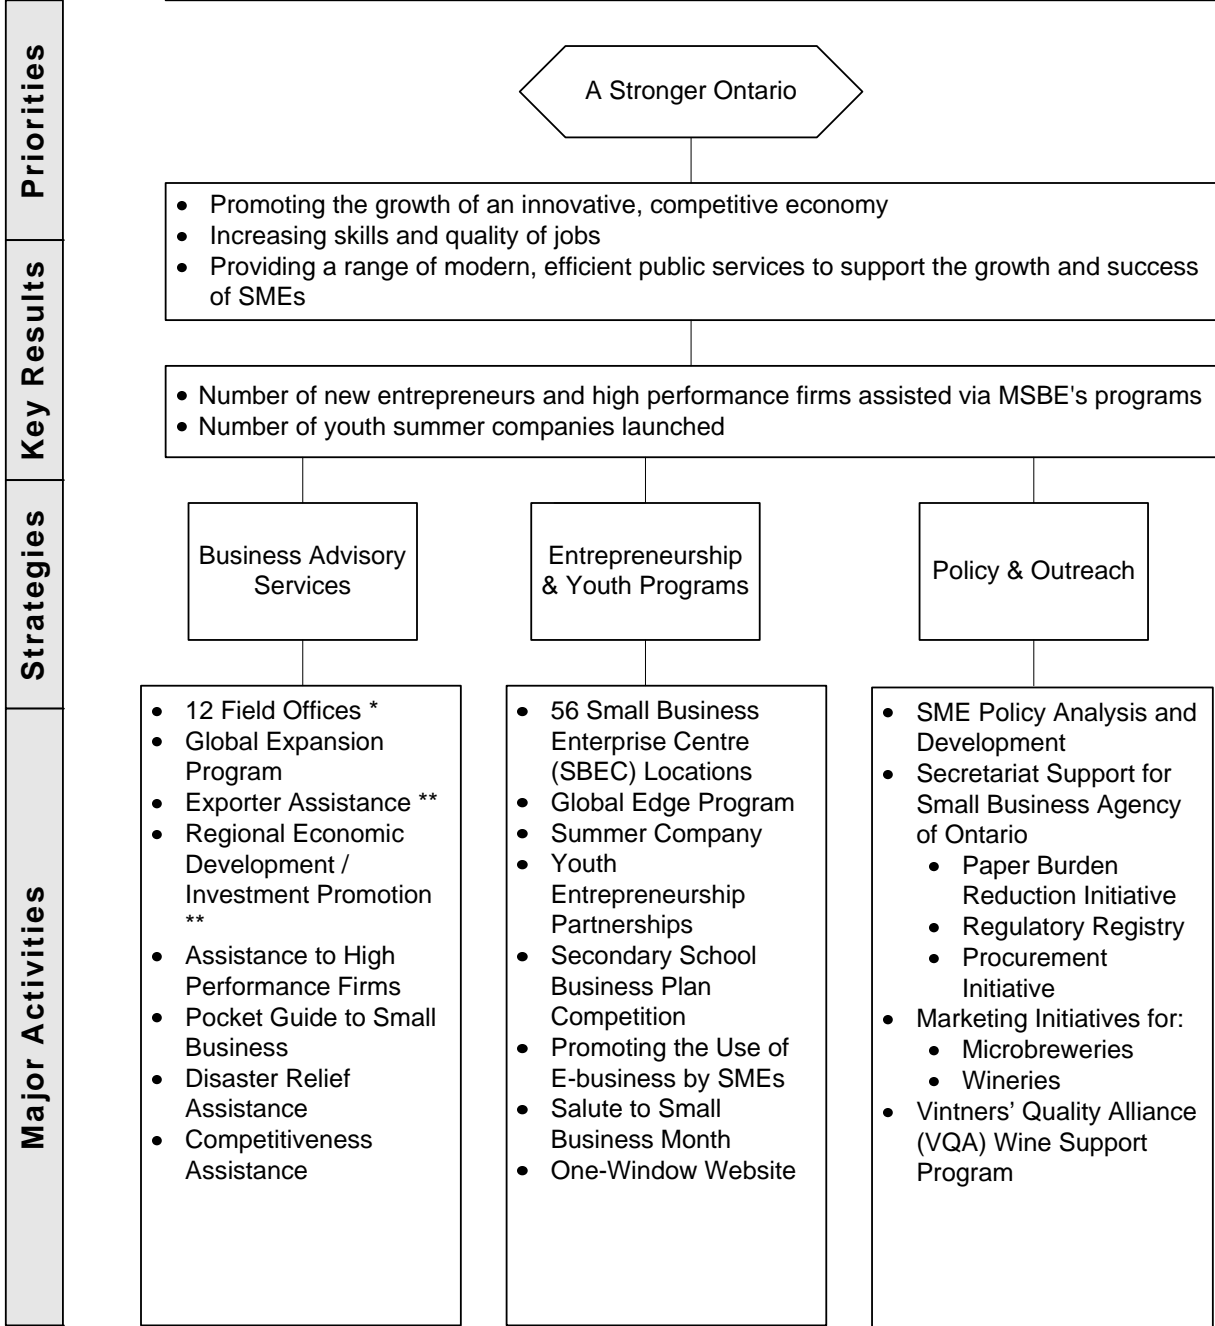 Priorities
A Stronger Ontario
• Promoting the growth of an innovative, competitive economy
• Increasing skills and quality of jobs
• Providing a range of modern, efficient public services to support the growth and success
of SMEs
Key Results
• Number of new entrepreneurs and high performance firms assisted via MSBE's programs
• Number of youth summer companies launched
Strategies
Business Advisory
Services
Entrepreneurship
& Youth Programs
Policy & Outreach
Major Activities
• 12 Field Offices *
• Global Expansion
Program
• Exporter Assistance **
• Regional Economic
Development /
Investment Promotion
**
• Assistance to High
Performance Firms
• Pocket Guide to Small
Business
• Disaster Relief
Assistance
• Competitiveness
Assistance
• 56 Small Business
Enterprise Centre
(SBEC) Locations
• Global Edge Program
• Summer Company
• Youth
Entrepreneurship
Partnerships
• Secondary School
Business Plan
Competition
• Promoting the Use of
E-business by SMEs
• Salute to Small
Business Month
• One-Window Website
• SME Policy Analysis and
Development
• Secretariat Support for
Small Business Agency
of Ontario
• Paper Burden
Reduction Initiative
• Regulatory Registry
• Procurement
Initiative
• Marketing Initiatives for:
• Microbreweries
• Wineries
• Vintners’ Quality Alliance
(VQA) Wine Support
Program